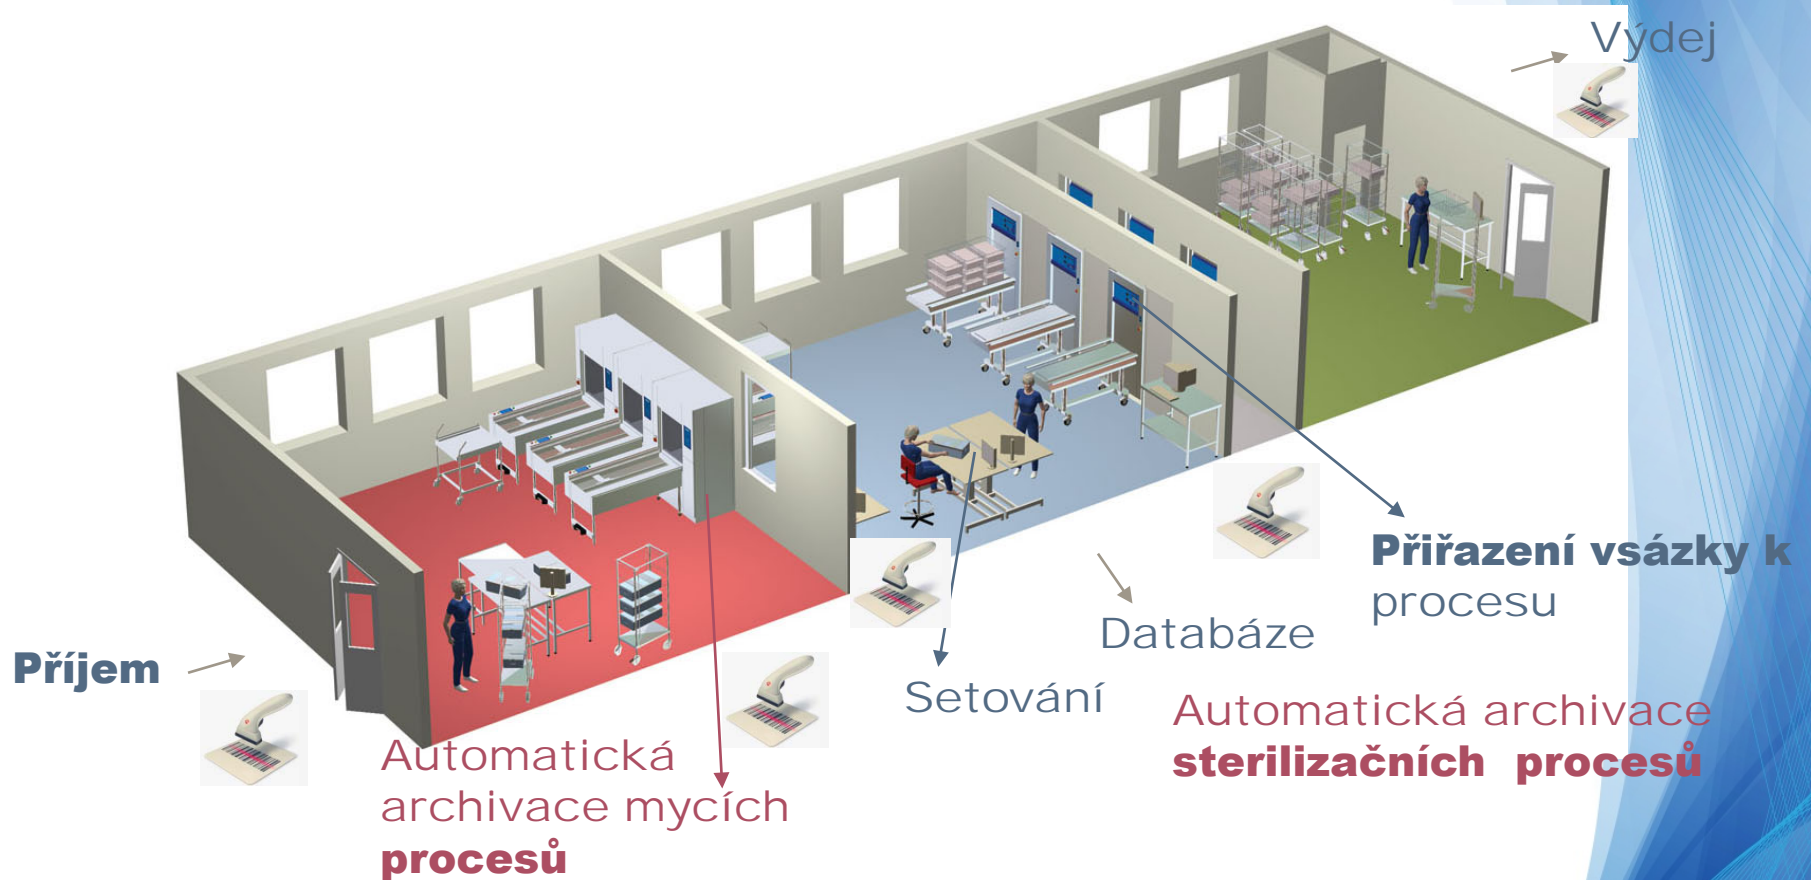 Výdej
Přiřazení vsázky k
procesu
Databáze
Příjem
Setování
Automatická archivace
sterilizačních procesů
Automatická
archivace mycích
procesů